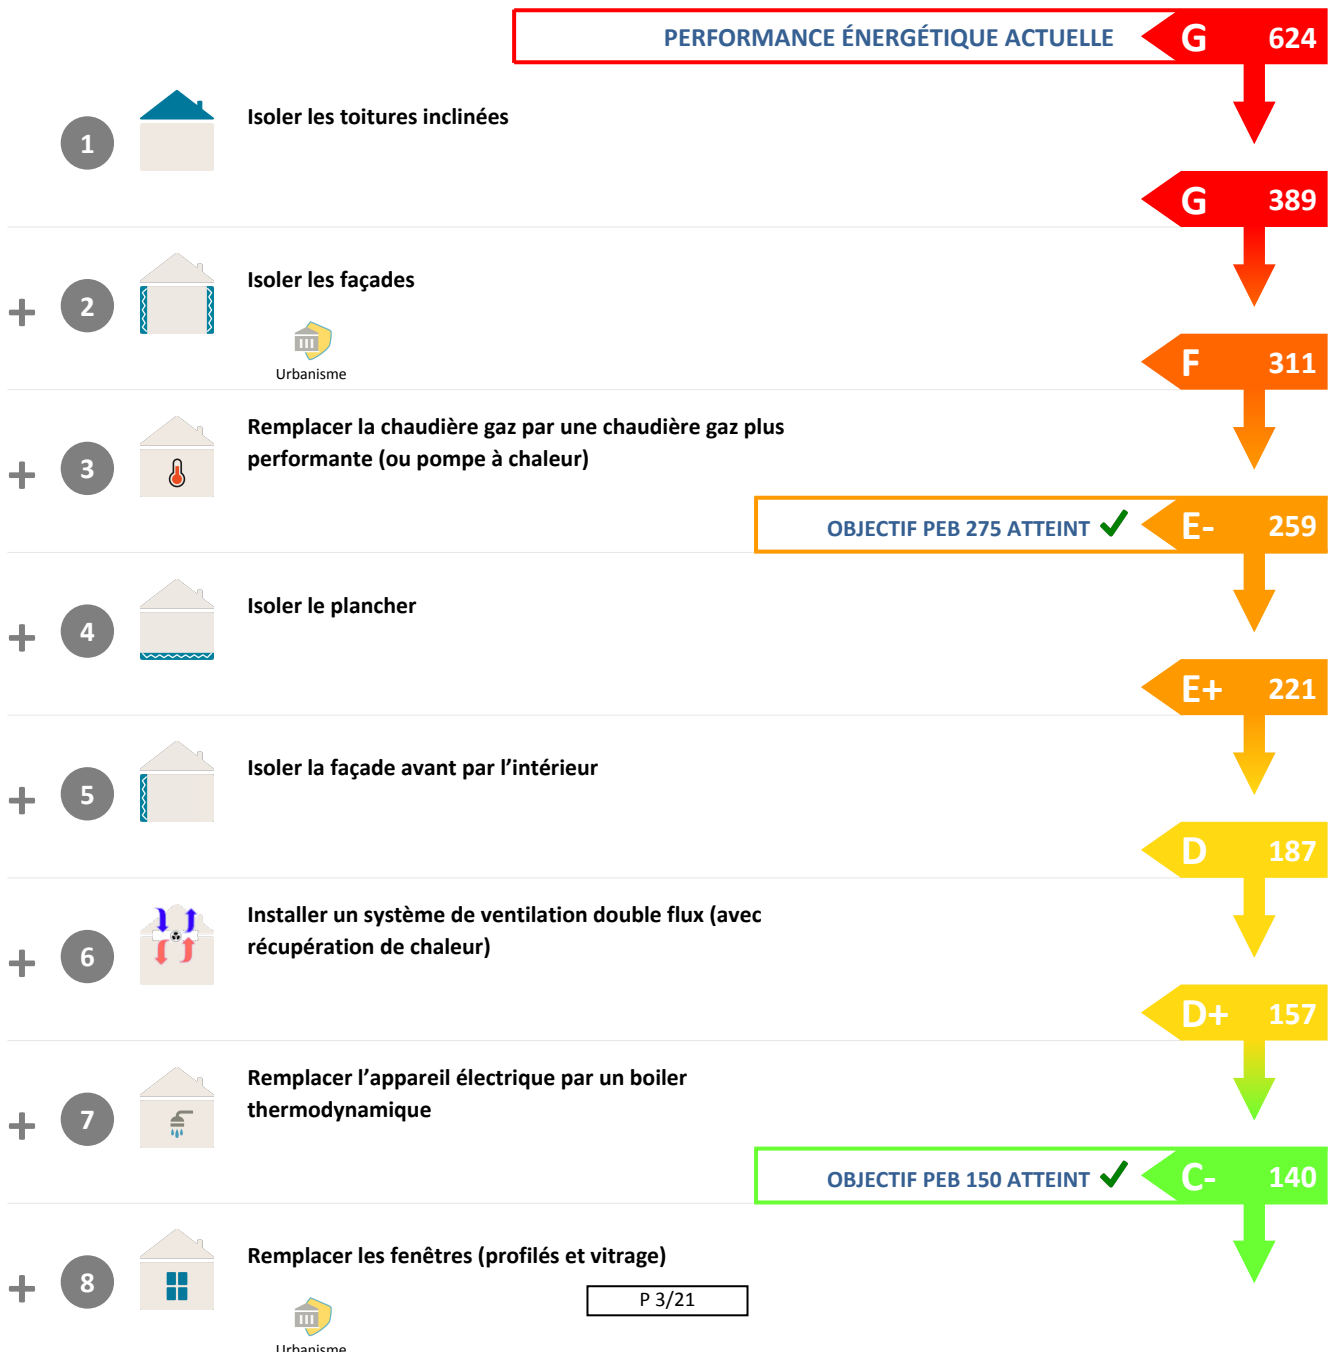 PERFORMANCE ÉNERGÉTIQUE ACTUELLE G 624
1 Isoler les toitures inclinées
G 389
+ 2 Isoler les façades
Urbanisme
F 311
+ 3 Remplacer la chaudière gaz par une chaudière gaz plus
performante (ou pompe à chaleur)
OBJECTIF PEB 275 ATTEINT ✓ E- 259
+ 4 Isoler le plancher
E+ 221
+ 5 Isoler la façade avant par l’intérieur
D 187
+ 6 Installer un système de ventilation double flux (avec
récupération de chaleur)
D+ 157
+ 7 Remplacer l’appareil électrique par un boiler
thermodynamique
OBJECTIF PEB 150 ATTEINT ✓ C- 140
+ 8 Remplacer les fenêtres (profilés et vitrage)
P 3/21
Urbanisme